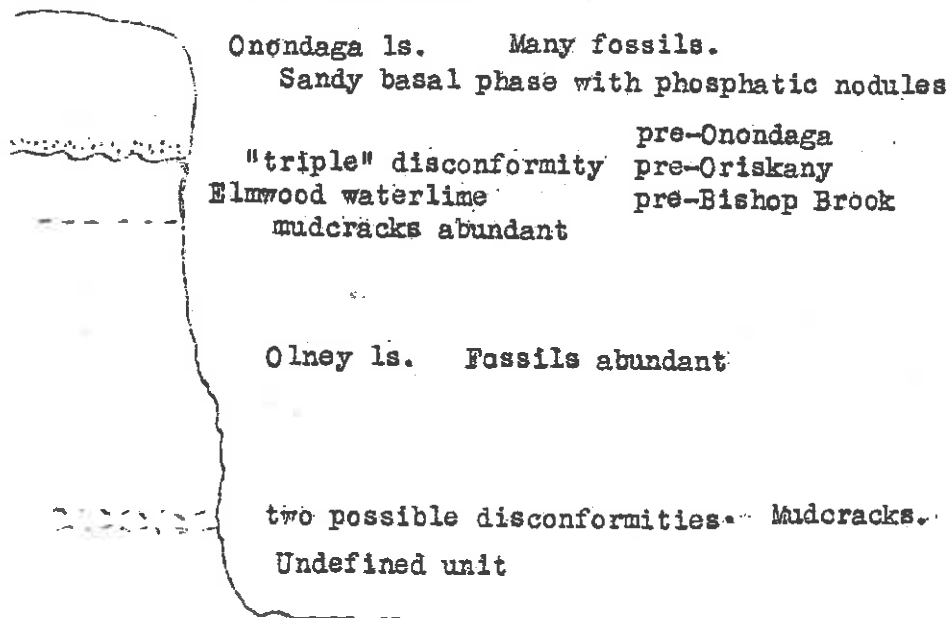 Onondaga ls. Many fossils.
Sandy basal phase with phosphatic nodules
pre-Onondaga
"triple" disconformity pre-Oriskany
Elmwood waterlime pre-Bishop Brook
mudcracks abundant
Olney ls. Fossils abundant
two possible disconformities. Mudcracks.
Undefined unit